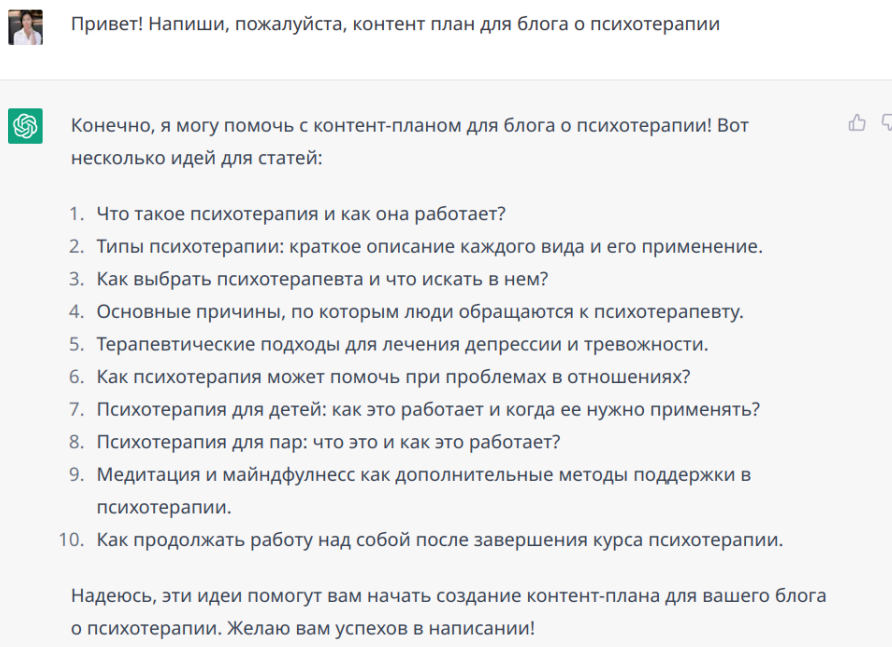 Привет! Напиши, пожалуйста, контент план для блога о психотерапии
Конечно, я могу помочь с контент-планом для блога о психотерапии! Вот
несколько идей для статей:
1. Что такое психотерапия и как она работает?
2. Типы психотерапии: краткое описание каждого вида и его применение.
3. Как выбрать психотерапевта и что искать в нем?
4. Основные причины, по которым люди обращаются к психотерапевту.
5. Терапевтические подходы для лечения депрессии и тревожности.
6. Как психотерапия может помочь при проблемах в отношениях?
7. Психотерапия для детей: как это работает и когда ее нужно применять?
8. Психотерапия для пар: что это и как это работает?
9. Медитация и майндфулнесс как дополнительные методы поддержки в
психотерапии.
10. Как продолжать работу над собой после завершения курса психотерапии.
Надеюсь, эти идеи помогут вам начать создание контент-плана для вашего блога
о психотерапии. Желаю вам успехов в написании!